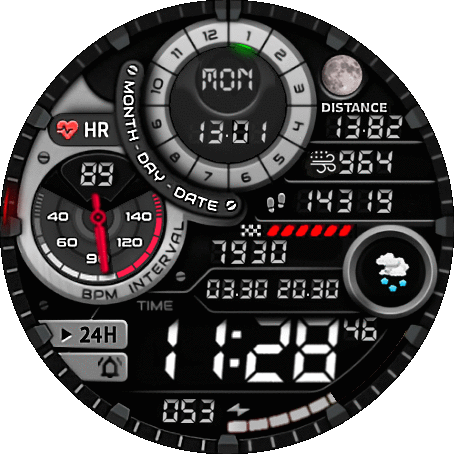 12 1 2 3 4 5 6 7 8 9 10 11
MON
13:01
MONTH - DAY - DATE
DISTANCE
13.82
HR
964
89
14319
40 140
60 120
90
BPM INTERVAL
7930
03.30 20.30
TIME
24H
11:28 46
053